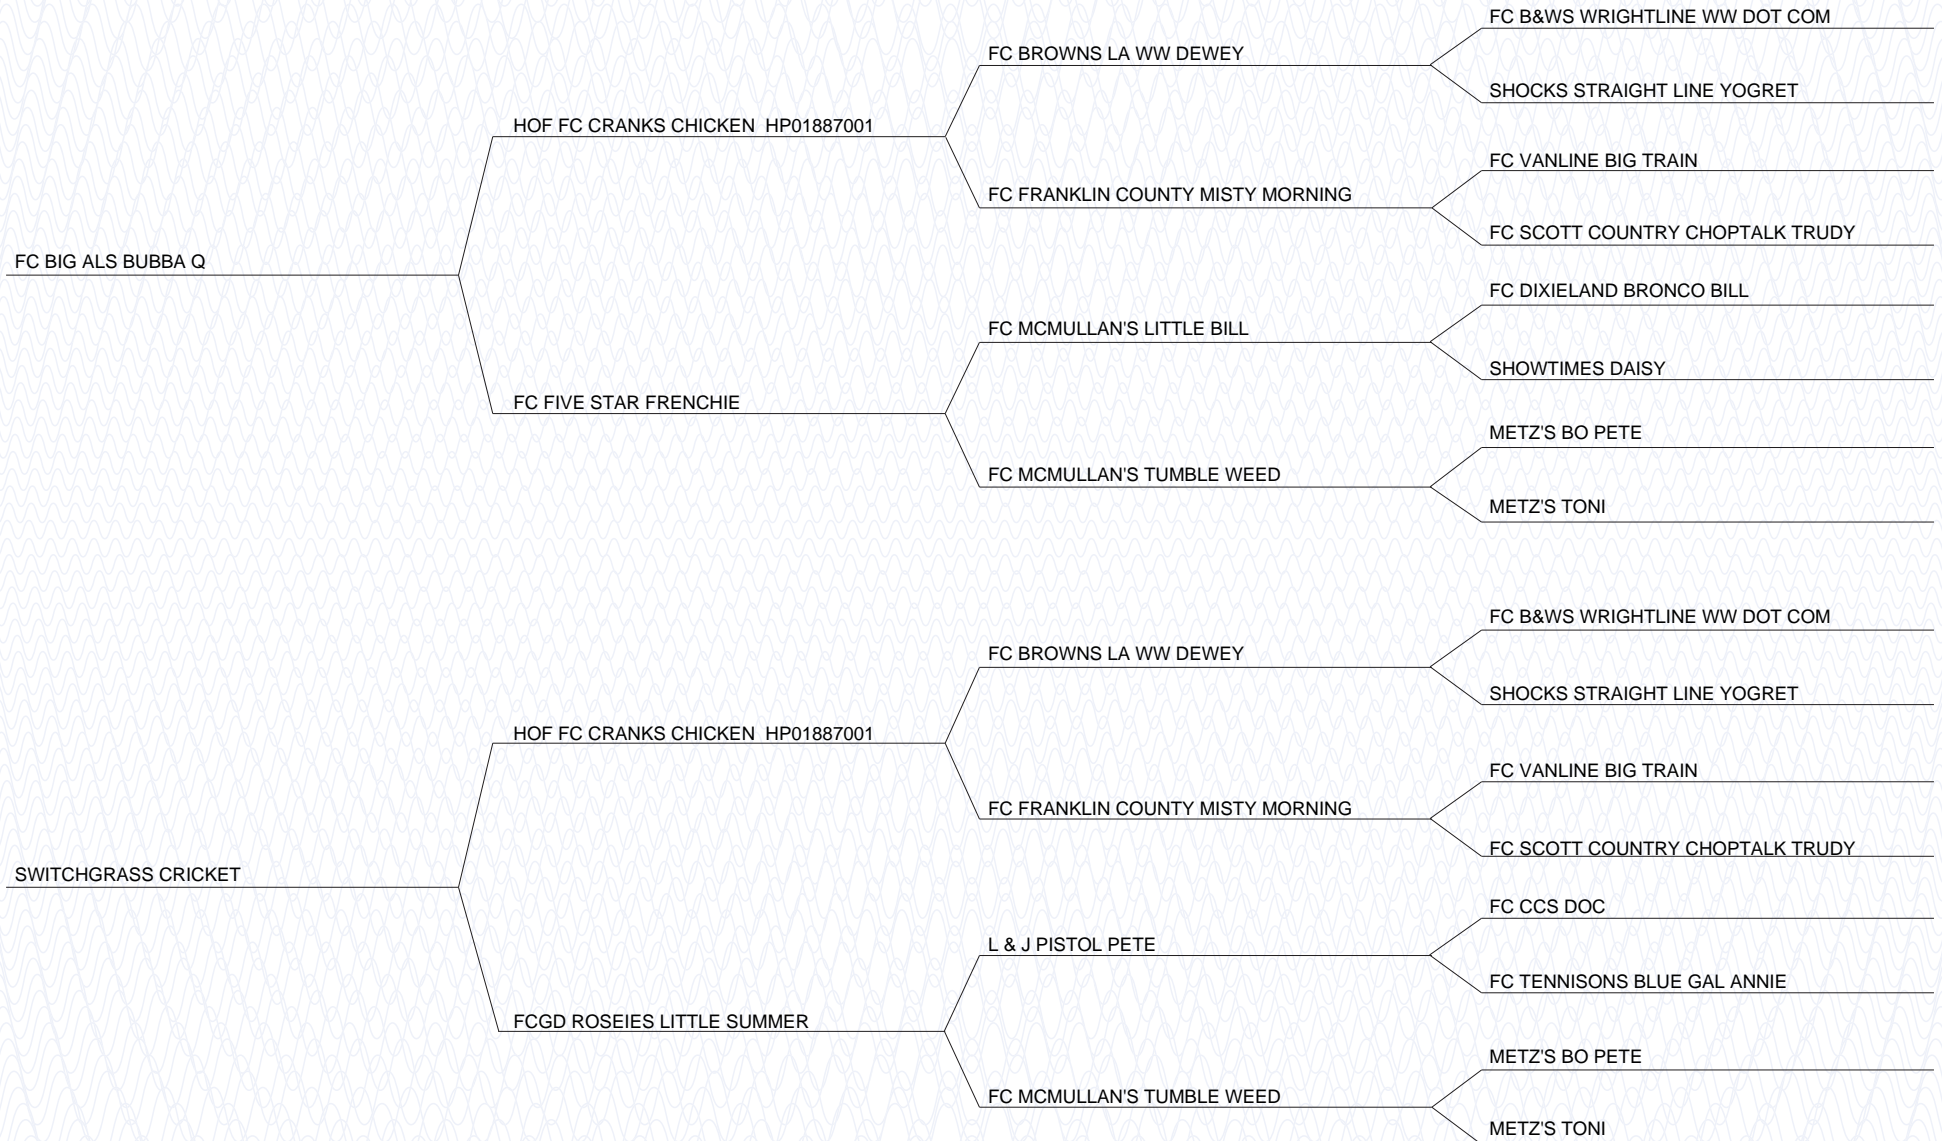 FC B&WS WRIGHTLINE WW DOT COM
FC BROWNS LA WW DEWEY
SHOCKS STRAIGHT LINE YOGRET
HOF FC CRANKS CHICKEN  HP01887001
FC VANLINE BIG TRAIN
FC FRANKLIN COUNTY MISTY MORNING
FC SCOTT COUNTRY CHOPTALK TRUDY
FC BIG ALS BUBBA Q
FC DIXIELAND BRONCO BILL
FC MCMULLAN'S LITTLE BILL
SHOWTIMES DAISY
FC FIVE STAR FRENCHIE
METZ'S BO PETE
FC MCMULLAN'S TUMBLE WEED
METZ'S TONI
FC B&WS WRIGHTLINE WW DOT COM
FC BROWNS LA WW DEWEY
SHOCKS STRAIGHT LINE YOGRET
HOF FC CRANKS CHICKEN  HP01887001
FC VANLINE BIG TRAIN
FC FRANKLIN COUNTY MISTY MORNING
FC SCOTT COUNTRY CHOPTALK TRUDY
SWITCHGRASS CRICKET
FC CCS DOC
L & J PISTOL PETE
FC TENNISONS BLUE GAL ANNIE
FCGD ROSEIES LITTLE SUMMER
METZ'S BO PETE
FC MCMULLAN'S TUMBLE WEED
METZ'S TONI